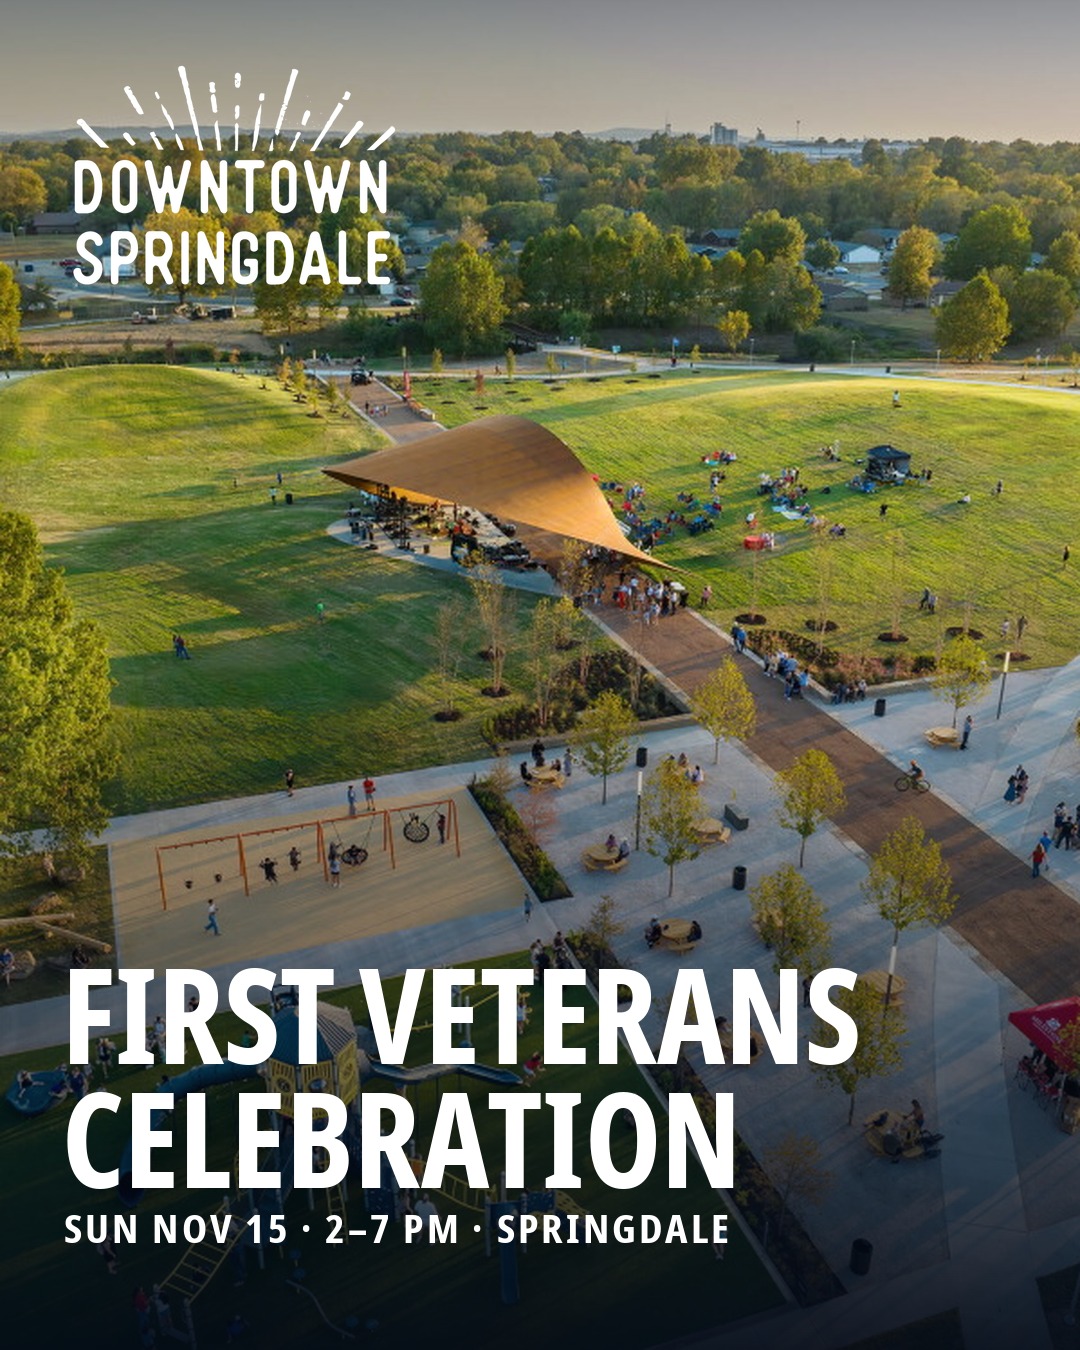 DOWNTOWN
SPRINGDALE
FIRST VETERANS
CELEBRATION
SUN NOV 15 · 2–7 PM · SPRINGDALE